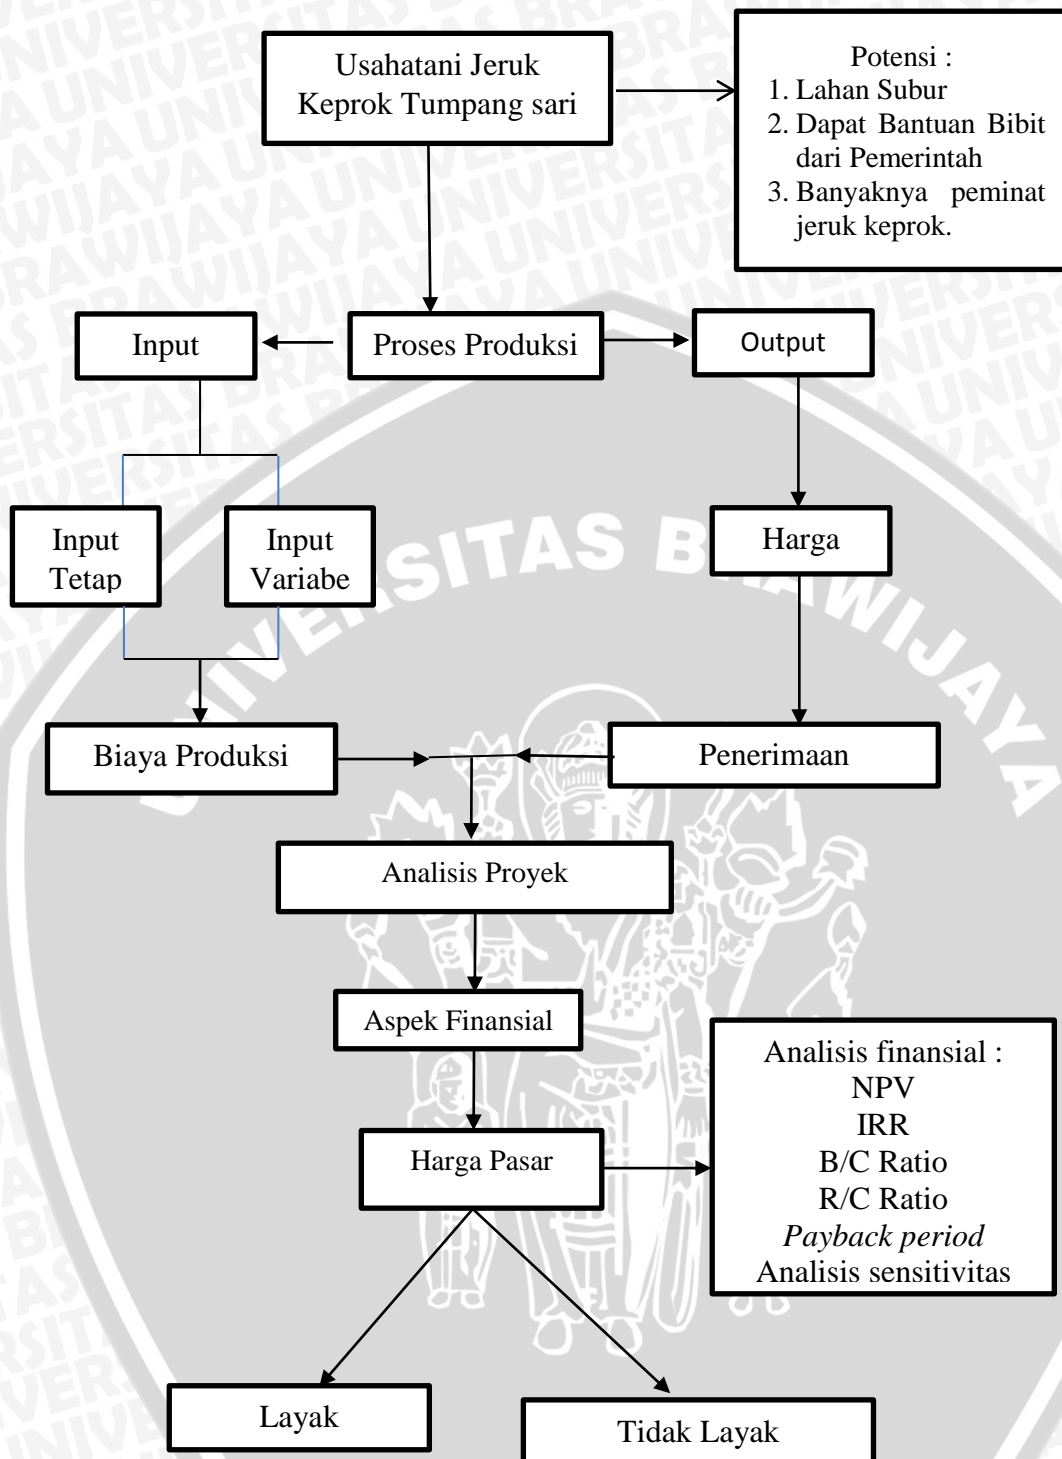 Usahatani Jeruk
Keprok Tumpang sari
Potensi :
1. Lahan Subur
2. Dapat Bantuan Bibit
dari Pemerintah
3. Banyaknya peminat
jeruk keprok.
Input
Proses Produksi
Output
Input
Tetap
Input
Variabe
Harga
Biaya Produksi
Penerimaan
Analisis Proyek
Aspek Finansial
Harga Pasar
Analisis finansial :
NPV
IRR
B/C Ratio
R/C Ratio
Payback period
Analisis sensitivitas
Layak
Tidak Layak
UNIVERSITAS BRAWIJAYA